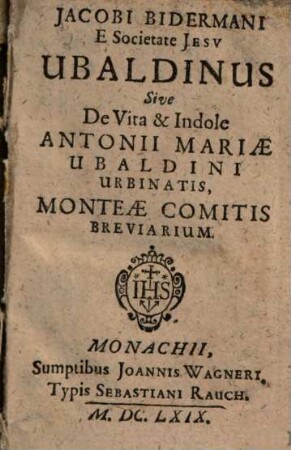 JACOBI BIDERMANI
E Societate JESV
UBALDINUS
Sive
De Vita & Indole
ANTONII MARIÆ
UBALDINI
URBINATIS,
MONTEÆ COMITIS
BREVIARIUM.
IHS
MONACHII,
Sumptibus JOANNIS WAGNERI,
Typis SEBASTIANI RAUCH.
M. DC. LXIX.